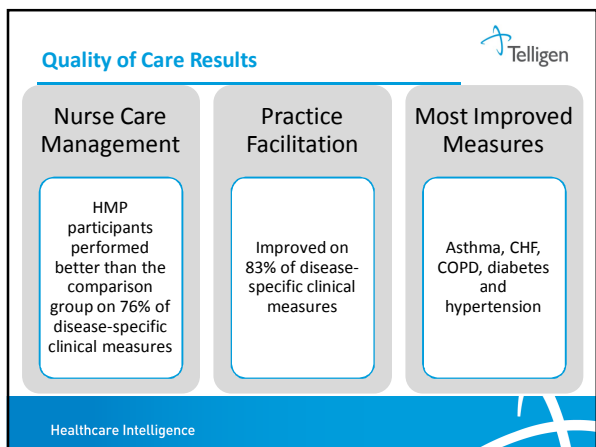 Quality of Care Results
Telligen
Nurse Care
Management
HMP
participants
performed
better than the
comparison
group on 76% of
disease-specific
clinical measures
Practice
Facilitation
Improved on
83% of disease-
specific clinical
measures
Most Improved
Measures
Asthma, CHF,
COPD, diabetes
and
hypertension
Healthcare Intelligence